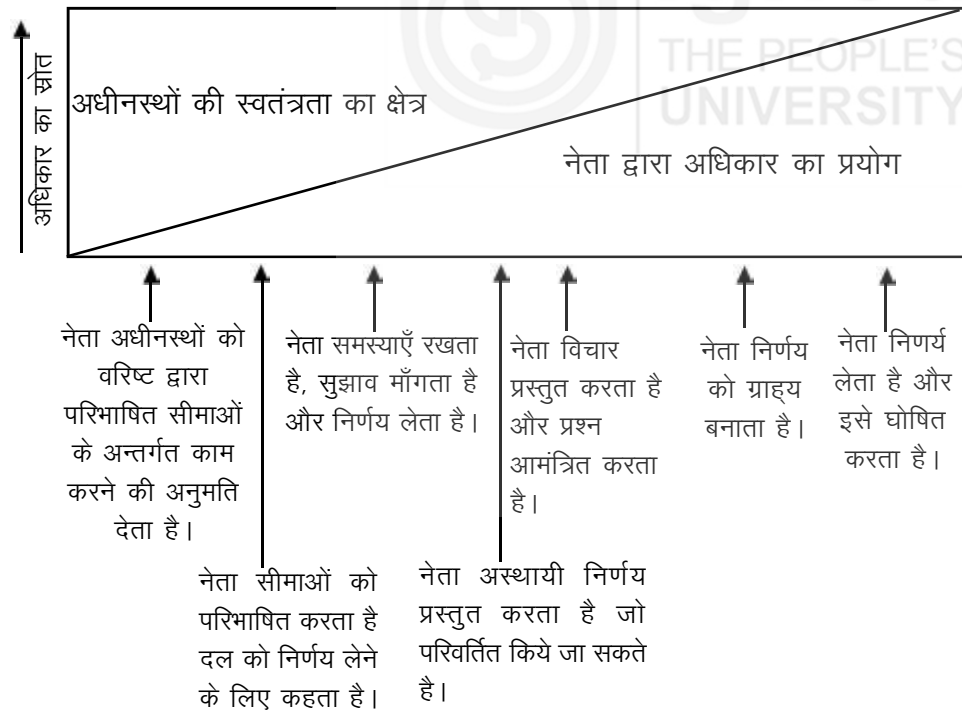 THE PEOPLE'S
UNIVERSITY
अधिकार का स्रोत
अधीनस्थों की स्वतंत्रता का क्षेत्र
नेता द्वारा अधिकार का प्रयोग
नेता अधीनस्थों को
वरिष्ट द्वारा
परिभाषित सीमाओं
के अन्तर्गत काम
करने की अनुमति
देता है।
नेता सीमाओं को
परिभाषित करता है
दल को निर्णय लेने
के लिए कहता है।
नेता समस्याएँ रखता
है, सुझाव माँगता है
और निर्णय लेता है।
नेता अस्थायी निर्णय
प्रस्तुत करता है जो
परिवर्तित किये जा सकते
है।
नेता विचार
प्रस्तुत करता है
और प्रश्न
आमंत्रित करता
है।
नेता निर्णय
को ग्राह्य
बनाता है।
नेता निणर्य
लेता है और
इसे घोषित
करता है।